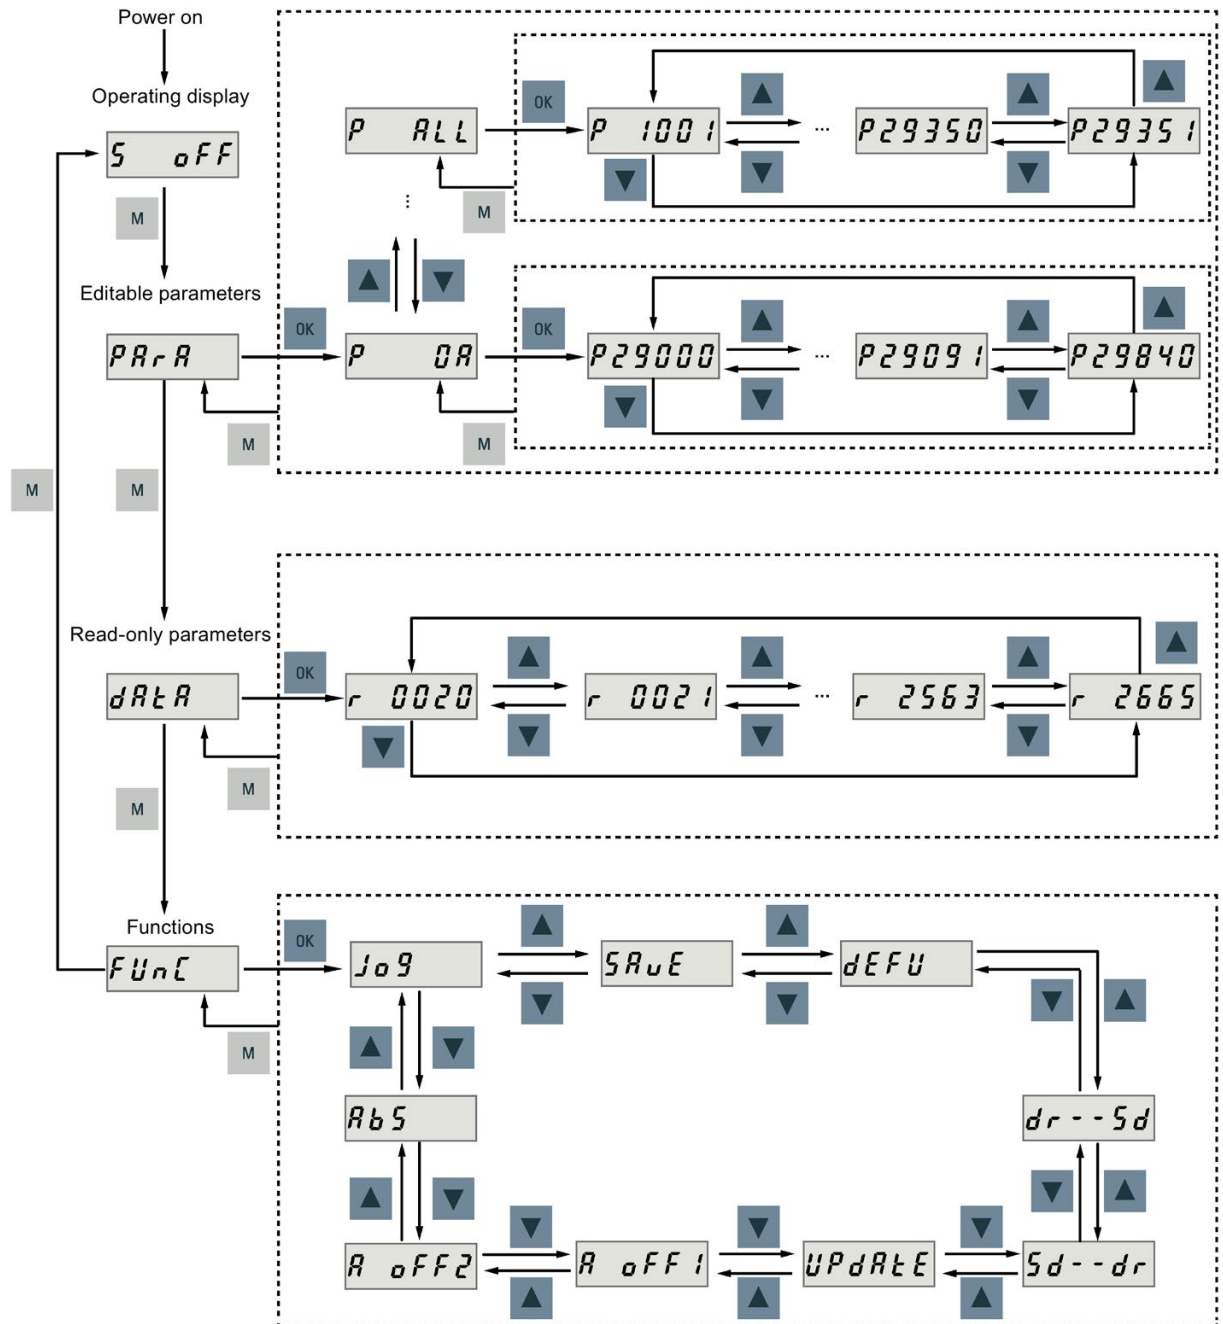 Power on
Operating display
S oFF
M
Editable parameters
PArA
OK
P ALL
M
OK
P 1001
...
P29350
P29351
⋮
P 0A
M
OK
P29000
...
P29091
P29840
M
M
M
Read-only parameters
dAtA
OK
r 0020
r 0021
...
r 2563
r 2665
M
M
Functions
FUnC
OK
Jog
SAvE
dEFU
M
AbS
dr--Sd
A oFF2
A oFF1
UPdAtE
Sd--dr